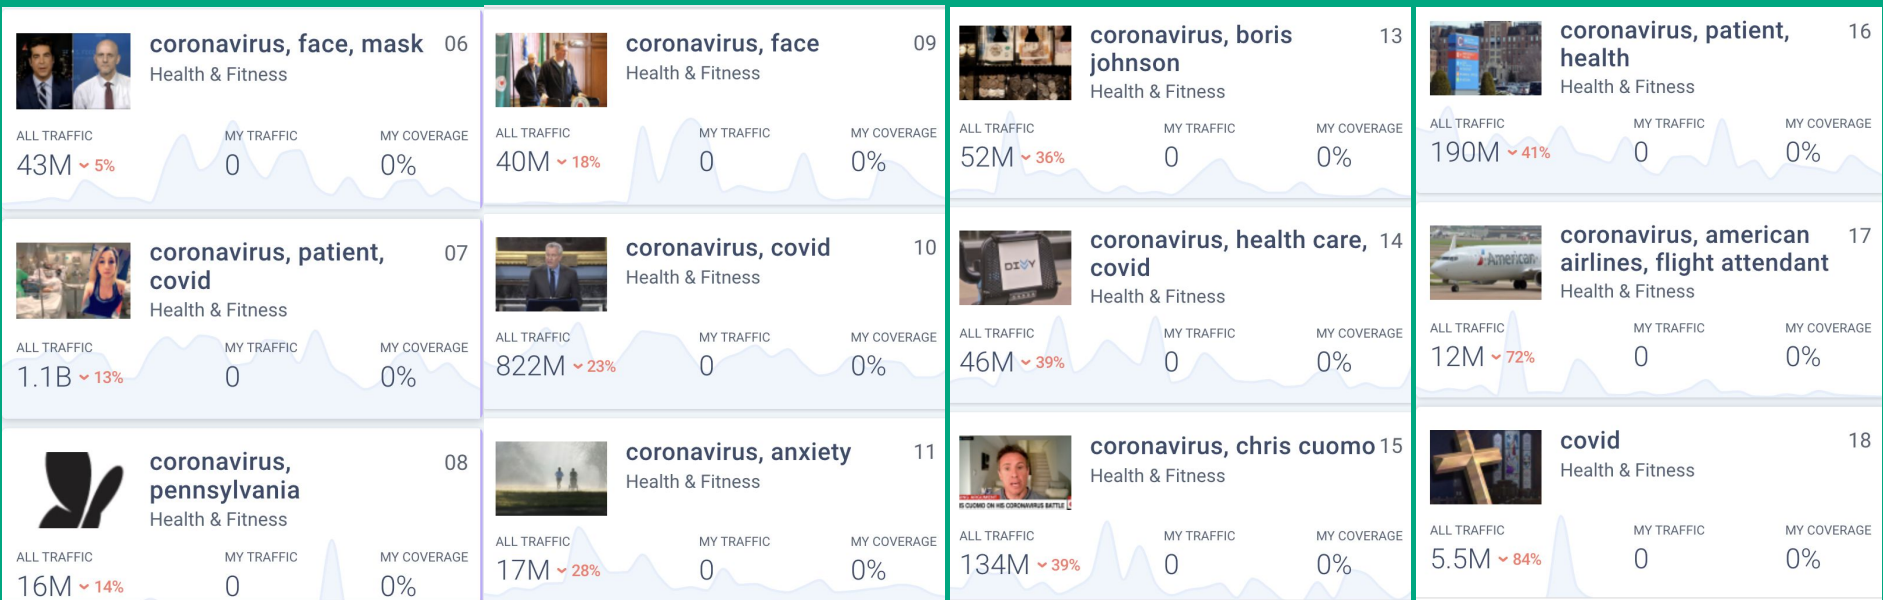 coronavirus, face, mask 06
Health & Fitness
ALL TRAFFIC MY TRAFFIC MY COVERAGE
43M 5% 0 0%
coronavirus, patient, 07
covid
Health & Fitness
ALL TRAFFIC MY TRAFFIC MY COVERAGE
1.1B 13% 0 0%
coronavirus, 08
pennsylvania
Health & Fitness
ALL TRAFFIC MY TRAFFIC MY COVERAGE
16M 14% 0 0%
coronavirus, face 09
Health & Fitness
ALL TRAFFIC MY TRAFFIC MY COVERAGE
40M 18% 0 0%
coronavirus, covid 10
Health & Fitness
ALL TRAFFIC MY TRAFFIC MY COVERAGE
822M 23% 0 0%
coronavirus, anxiety 11
Health & Fitness
ALL TRAFFIC MY TRAFFIC MY COVERAGE
17M 28% 0 0%
coronavirus, boris 13
johnson
Health & Fitness
ALL TRAFFIC MY TRAFFIC MY COVERAGE
52M 36% 0 0%
coronavirus, health care, 14
covid
Health & Fitness
DIVVY
ALL TRAFFIC MY TRAFFIC MY COVERAGE
46M 39% 0 0%
coronavirus, chris cuomo 15
Health & Fitness
IS CUOMO ON HIS CORONAVIRUS BATTLE
ALL TRAFFIC MY TRAFFIC MY COVERAGE
134M 39% 0 0%
coronavirus, patient, 16
health
Health & Fitness
ALL TRAFFIC MY TRAFFIC MY COVERAGE
190M 41% 0 0%
coronavirus, american 17
airlines, flight attendant
Health & Fitness
American
ALL TRAFFIC MY TRAFFIC MY COVERAGE
12M 72% 0 0%
covid 18
Health & Fitness
ALL TRAFFIC MY TRAFFIC MY COVERAGE
5.5M 84% 0 0%